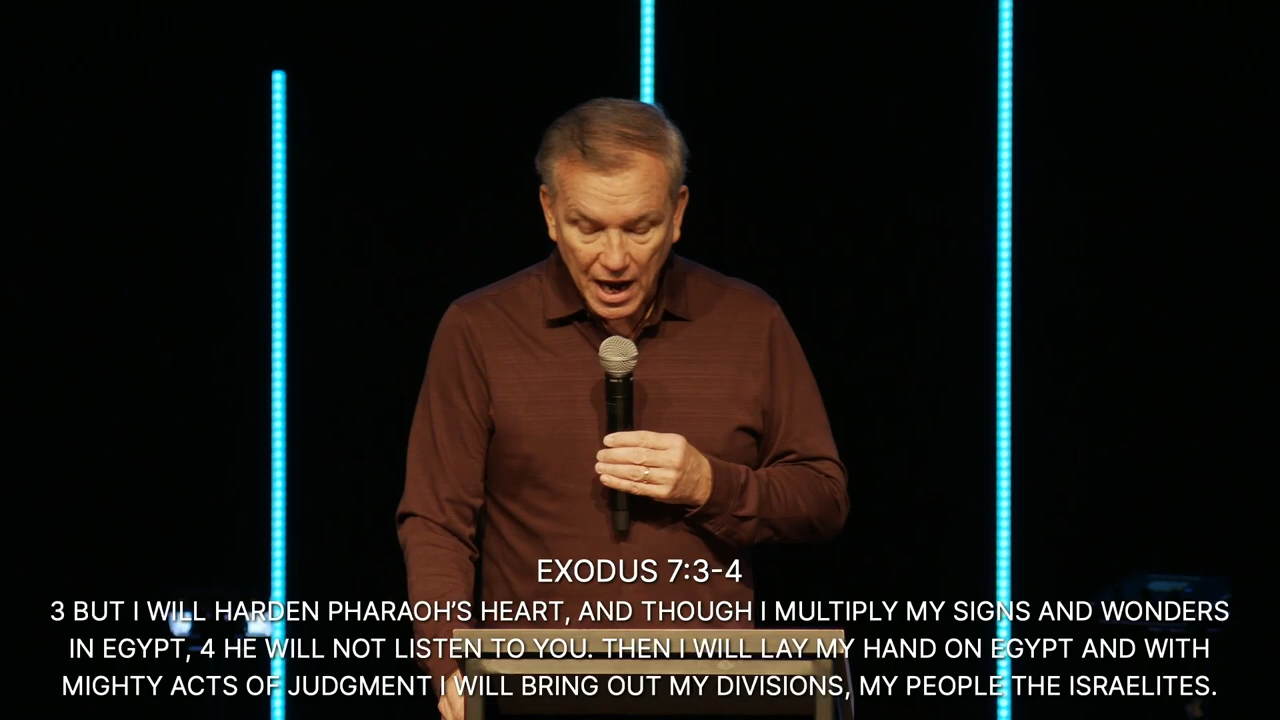 EXODUS 7:3-4
3 BUT I WILL HARDEN PHARAOH’S HEART, AND THOUGH I MULTIPLY MY SIGNS AND WONDERS
IN EGYPT, 4 HE WILL NOT LISTEN TO YOU. THEN I WILL LAY MY HAND ON EGYPT AND WITH
MIGHTY ACTS OF JUDGMENT I WILL BRING OUT MY DIVISIONS, MY PEOPLE THE ISRAELITES.